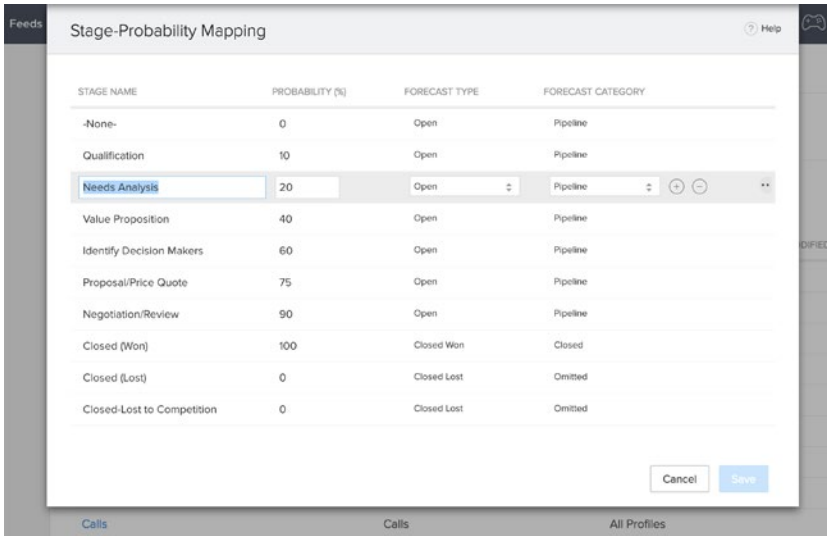 Feeds
Stage-Probability Mapping
? Help
STAGE NAME PROBABILITY (%) FORECAST TYPE FORECAST CATEGORY
-None- 0 Open Pipeline
Qualification 10 Open Pipeline
Needs Analysis 20 Open Pipeline
Value Proposition 40 Open Pipeline
Identify Decision Makers 60 Open Pipeline
Proposal/Price Quote 75 Open Pipeline
Negotiation/Review 90 Open Pipeline
Closed (Won) 100 Closed Won Closed
Closed (Lost) 0 Closed Lost Omitted
Closed-Lost to Competition 0 Closed Lost Omitted
Cancel Save
Calls Calls All Profiles